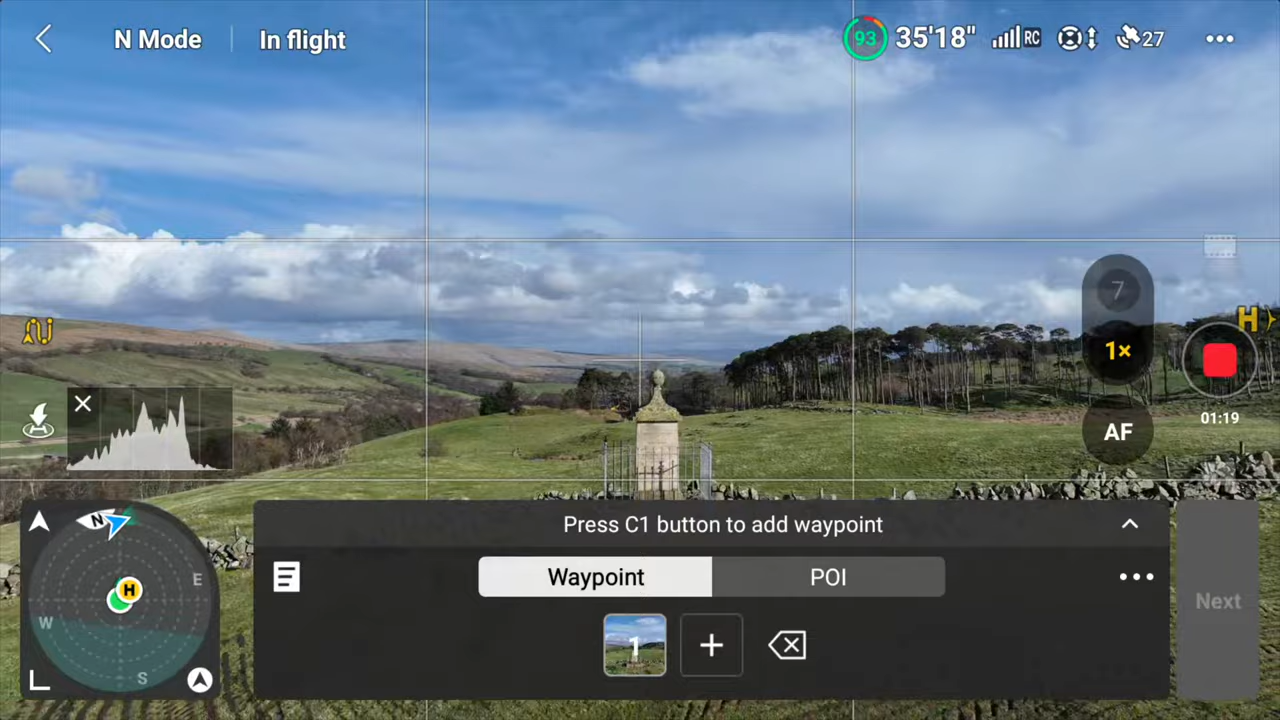 N Mode
In flight
93
35'18"
RC
27
7
1×
H
01:19
AF
N
H
E
W
S
Press C1 button to add waypoint
Waypoint
POI
1
Next